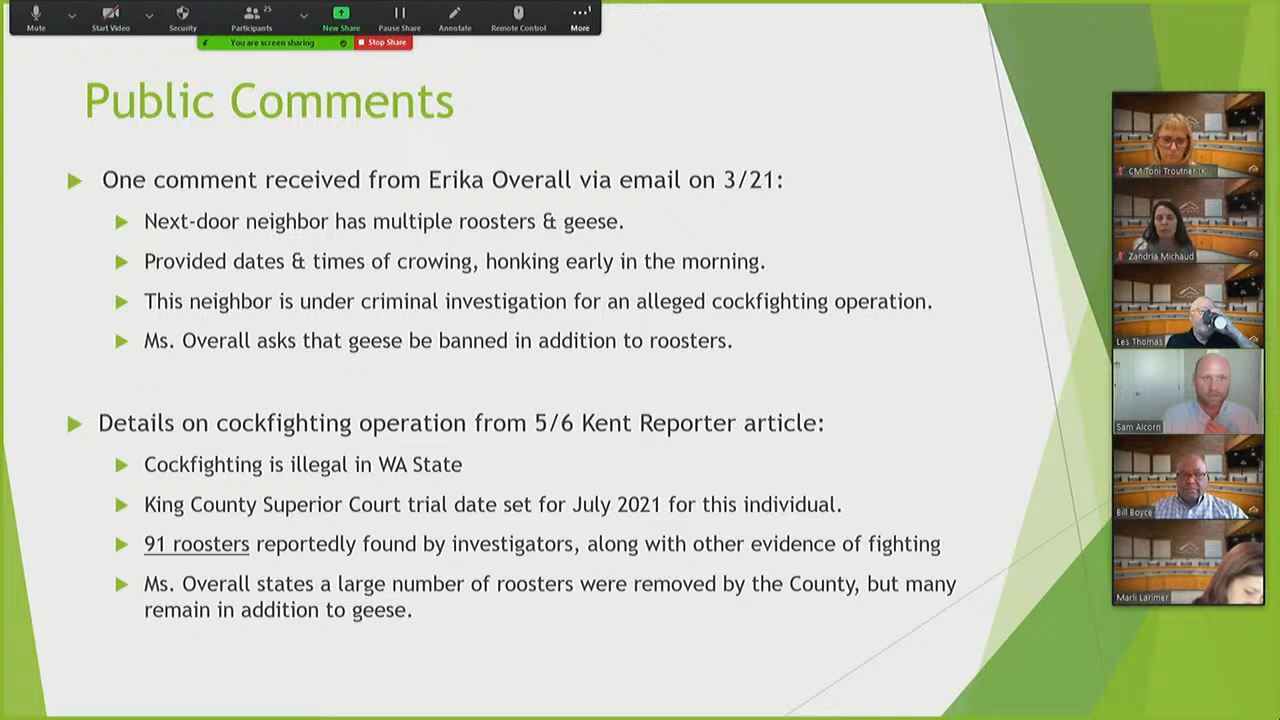 Mute
Start Video
Security
Participants
25
New Share
Pause Share
Annotate
Remote Control
More
1
You are screen sharing
Stop Share
Public Comments
One comment received from Erika Overall via email on 3/21:
Next-door neighbor has multiple roosters & geese.
Provided dates & times of crowing, honking early in the morning.
This neighbor is under criminal investigation for an alleged cockfighting operation.
Ms. Overall asks that geese be banned in addition to roosters.
Details on cockfighting operation from 5/6 Kent Reporter article:
Cockfighting is illegal in WA State
King County Superior Court trial date set for July 2021 for this individual.
91 roosters reportedly found by investigators, along with other evidence of fighting
Ms. Overall states a large number of roosters were removed by the County, but many
remain in addition to geese.
CM Toni Troutner (K
Zandria Michaud
Les Thomas
Sam Alcorn
Bill Boyce
Marli Larimer